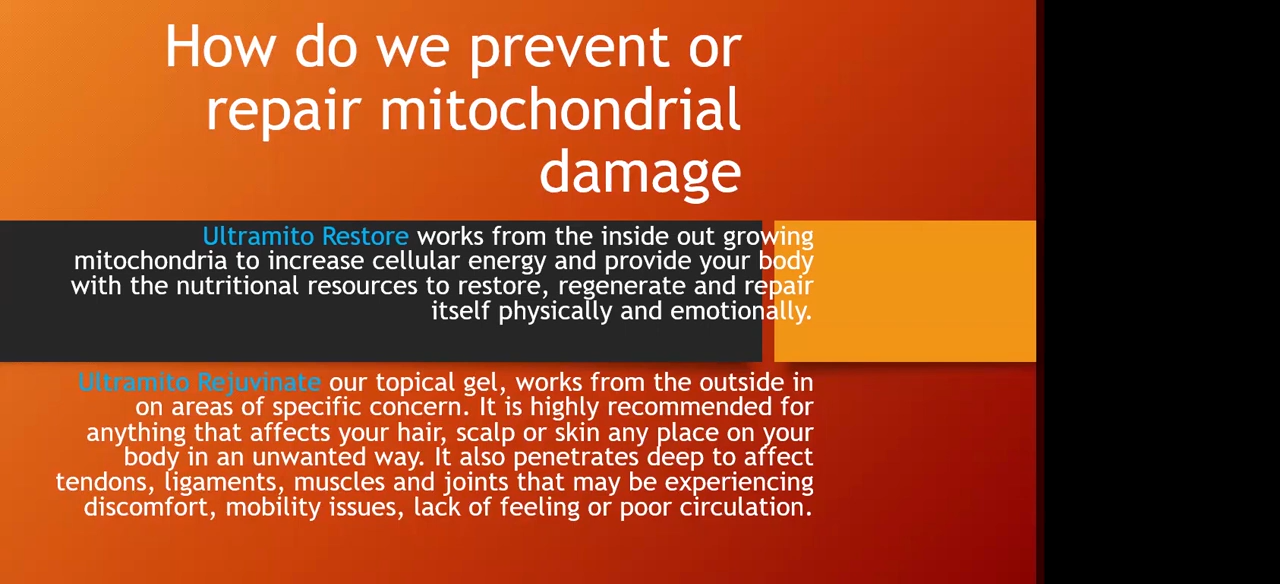 How do we prevent or
repair mitochondrial
damage
Ultramito Restore works from the inside out growing
mitochondria to increase cellular energy and provide your body
with the nutritional resources to restore, regenerate and repair
itself physically and emotionally.
Ultramito Rejuvinate our topical gel, works from the outside in
on areas of specific concern. It is highly recommended for
anything that affects your hair, scalp or skin any place on your
body in an unwanted way. It also penetrates deep to affect
tendons, ligaments, muscles and joints that may be experiencing
discomfort, mobility issues, lack of feeling or poor circulation.